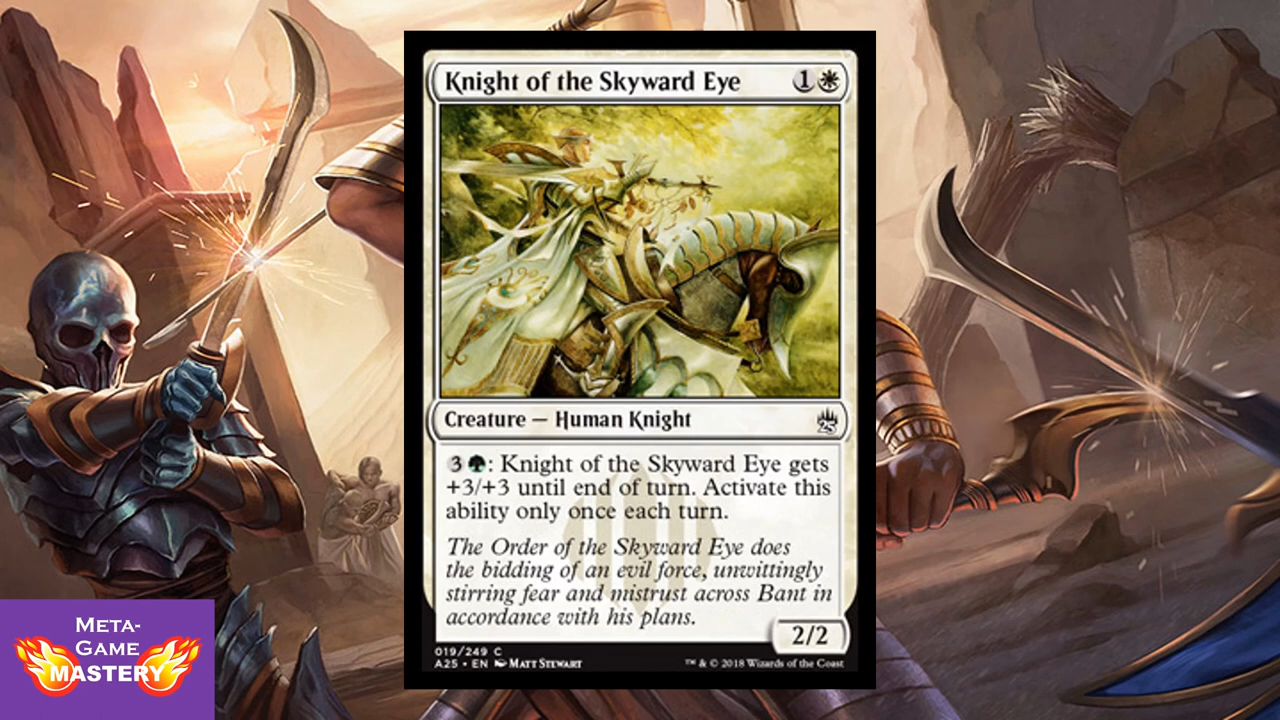 Knight of the Skyward Eye 1
Creature — Human Knight
3 : Knight of the Skyward Eye gets
+3/+3 until end of turn. Activate this
ability only once each turn.
The Order of the Skyward Eye does
the bidding of an evil force, unwittingly
stirring fear and mistrust across Bant in
accordance with his plans.
2/2
019/249 C
A25 • EN Matt Stewart
™ & © 2018 Wizards of the Coast
Meta-
Game
Mastery